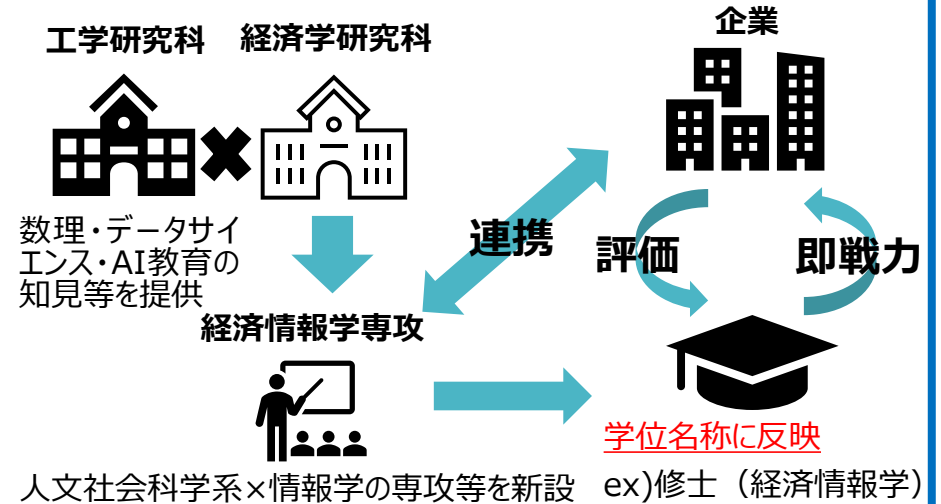 工学研究科
経済学研究科
企業
数理・データサイ
エンス・AI教育の
知見等を提供
連携
評価
即戦力
経済情報学専攻
学位名称に反映
人文社会科学系×情報学の専攻等を新設
ex)修士（経済情報学）